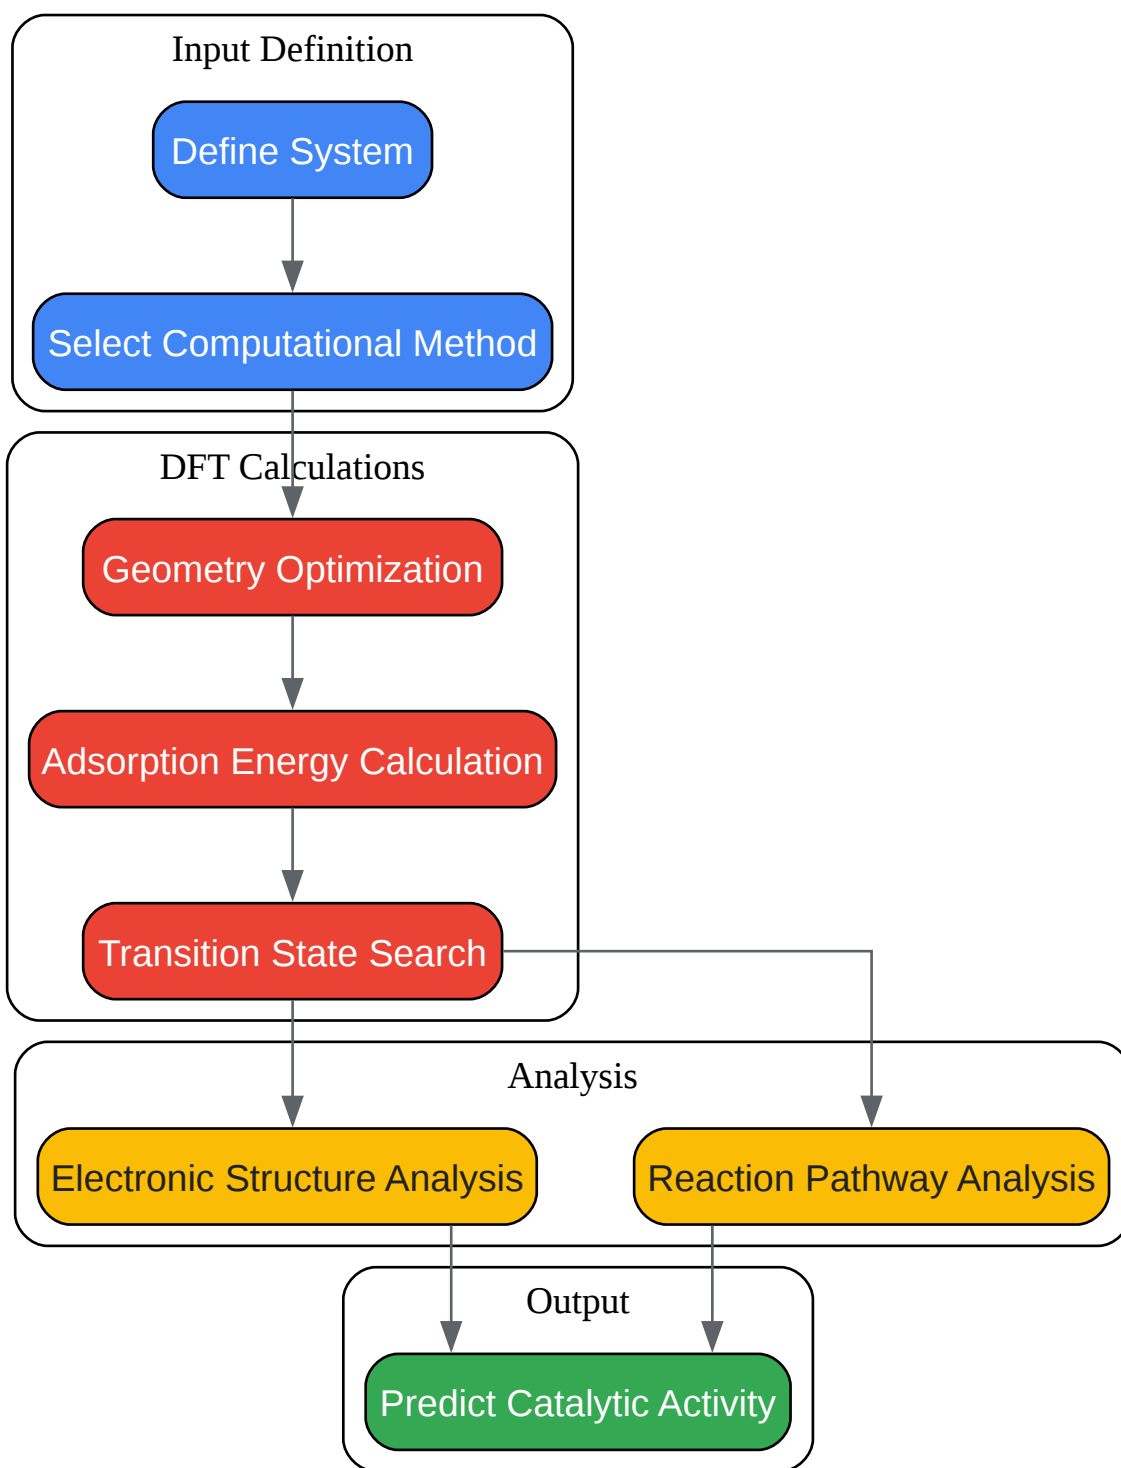 Input Definition
Define System
Select Computational Method
DFT Calculations
Geometry Optimization
Adsorption Energy Calculation
Transition State Search
Analysis
Electronic Structure Analysis
Reaction Pathway Analysis
Output
Predict Catalytic Activity